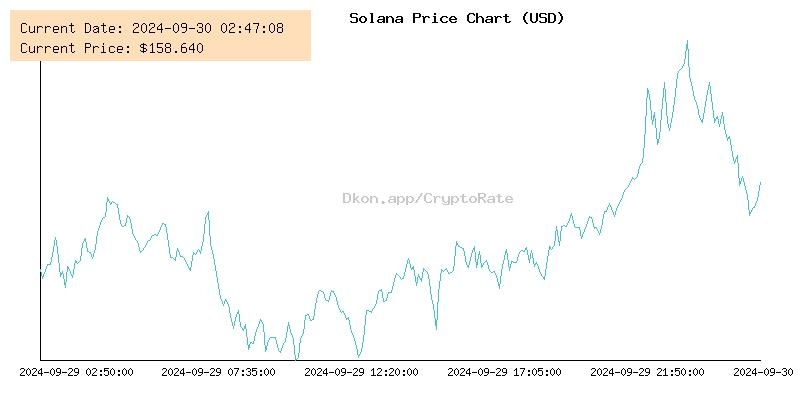 Solana Price Chart (USD)
Current Date: 2024-09-30 02:47:08
Current Price: $158.640
Dkon.app/CryptoRate
2024-09-29 02:50:00
2024-09-29 07:35:00
2024-09-29 12:20:00
2024-09-29 17:05:00
2024-09-29 21:50:00
2024-09-30